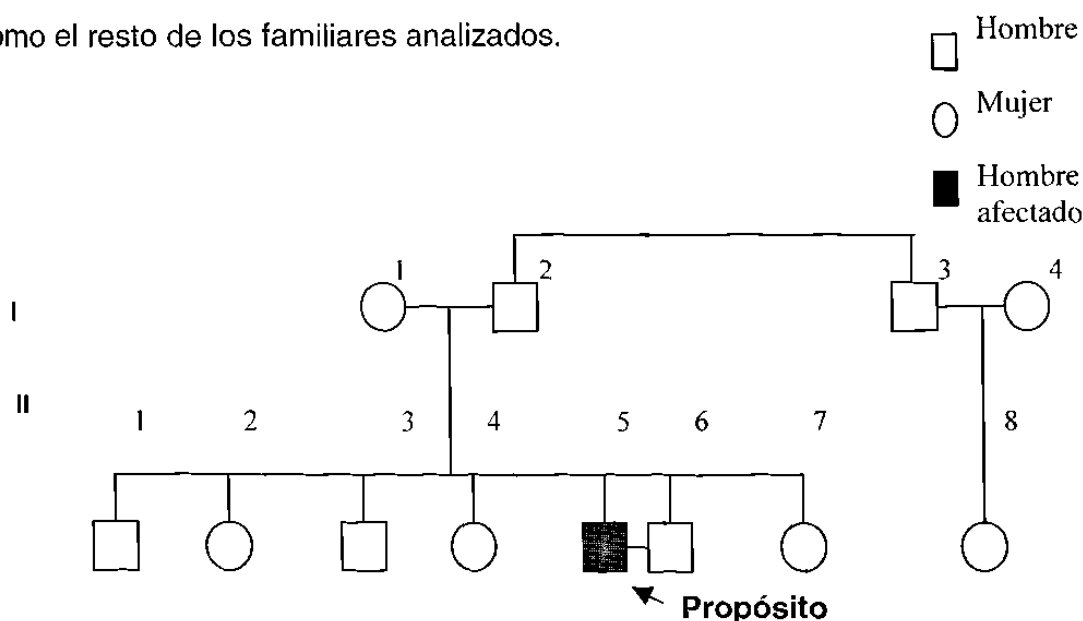 omo el resto de los familiares analizados.
Hombre
Mujer
Hombre
afectado
1 2 3 4
I
II
1 2 3 4 5 6 7 8
Propósito